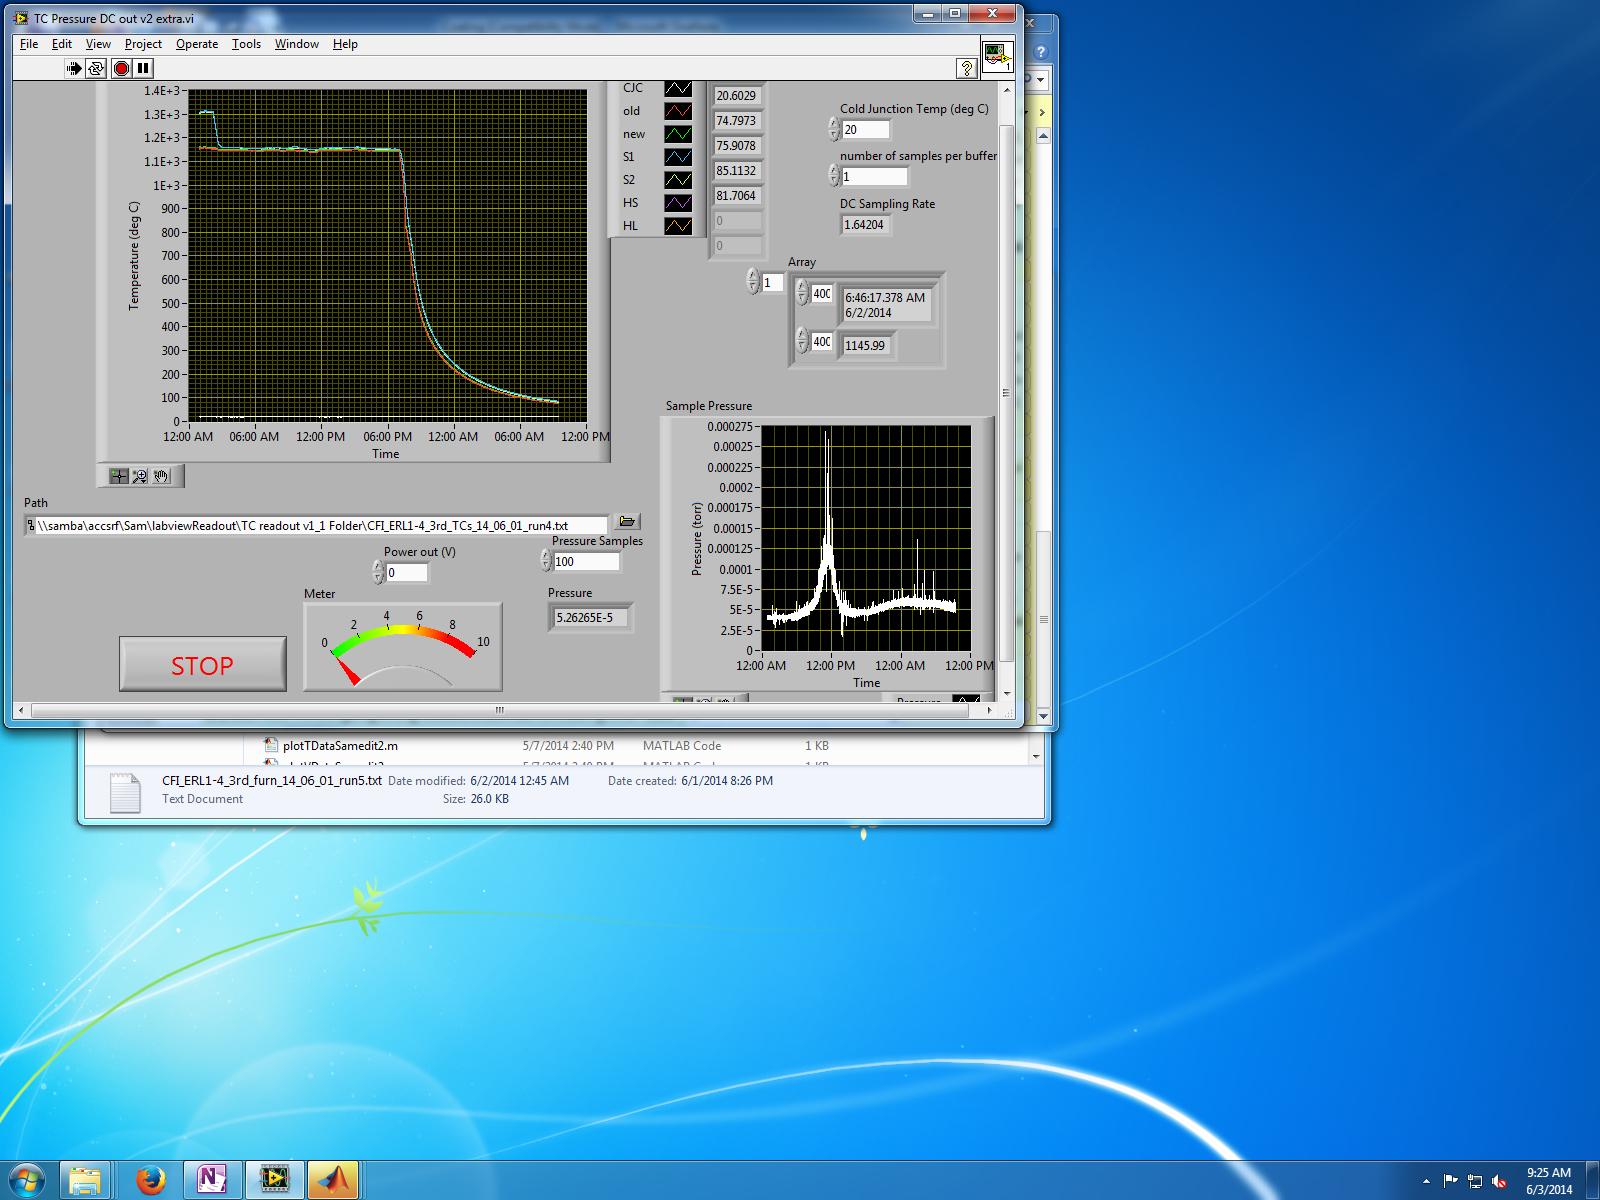 TC Pressure DC out v2 extra.vi
File Edit View Project Operate Tools Window Help
1.4E+3
1.3E+3
1.2E+3
1.1E+3
1E+3
900
800
700
600
500
400
300
200
100
0
Temperature (deg C)
12:00 AM 06:00 AM 12:00 PM 06:00 PM 12:00 AM 06:00 AM 12:00 PM
Time
CJC
old
new
S1
S2
HS
HL
20.6029
74.7973
75.9078
85.1132
81.7064
0
0
Cold Junction Temp (deg C)
20
number of samples per buffer
1
DC Sampling Rate
1.64204
Array
1
400
6:46:17.378 AM
6/2/2014
400
1145.99
Path
\\samba\accsrf\Sam\labviewReadout\TC readout v1_1 Folder\CFI_ERL1-4_3rd_TCs_14_06_01_run4.txt
Power out (V)
0
Pressure Samples
100
Meter
0 2 4 6 8 10
Pressure
5.26265E-5
STOP
Sample Pressure
0.000275
0.00025
0.000225
0.0002
0.000175
0.00015
0.000125
0.0001
7.5E-5
5E-5
2.5E-5
0
Pressure (torr)
12:00 AM 12:00 PM 12:00 AM 12:00 PM
Time
Pressure
plotTDataSamedit2.m 5/7/2014 2:40 PM MATLAB Code 1 KB
CFI_ERL1-4_3rd_furn_14_06_01_run5.txt Date modified: 6/2/2014 12:45 AM Date created: 6/1/2014 8:26 PM
Text Document Size: 26.0 KB
9:25 AM
6/3/2014